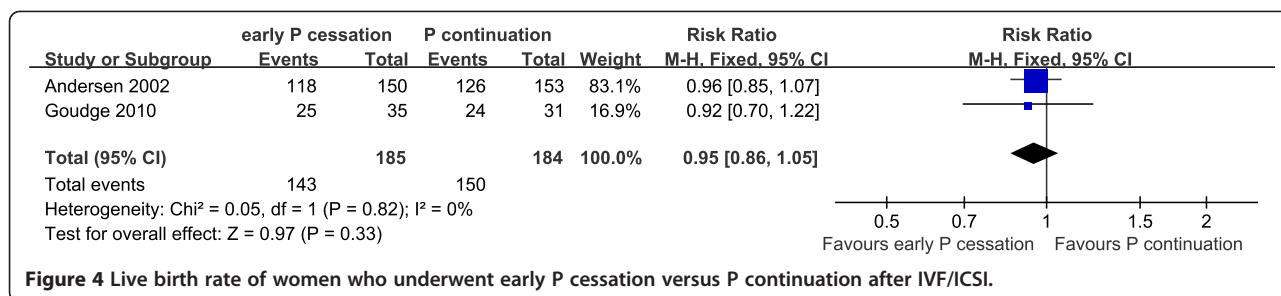 early P cessation P continuation Risk Ratio Risk Ratio
Study or Subgroup Events Total Events Total Weight M-H, Fixed, 95% CI M-H, Fixed, 95% CI
Andersen 2002 118 150 126 153 83.1% 0.96 [0.85, 1.07]
Goudge 2010 25 35 24 31 16.9% 0.92 [0.70, 1.22]
Total (95% CI) 185 184 100.0% 0.95 [0.86, 1.05]
Total events 143 150
Heterogeneity: Chi² = 0.05, df = 1 (P = 0.82); I² = 0%
Test for overall effect: Z = 0.97 (P = 0.33)
0.5 0.7 1 1.5 2
Favours early P cessation Favours P continuation
Figure 4 Live birth rate of women who underwent early P cessation versus P continuation after IVF/ICSI.